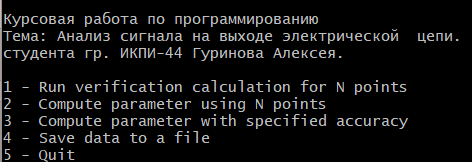 Курсовая работа по программированию
Тема: Анализ сигнала на выходе электрической  цепи.
студента гр. ИКПИ-44 Гуринова Алексея.

1 - Run verification calculation for N points
2 - Compute parameter using N points
3 - Compute parameter with specified accuracy
4 - Save data to a file
5 - Quit